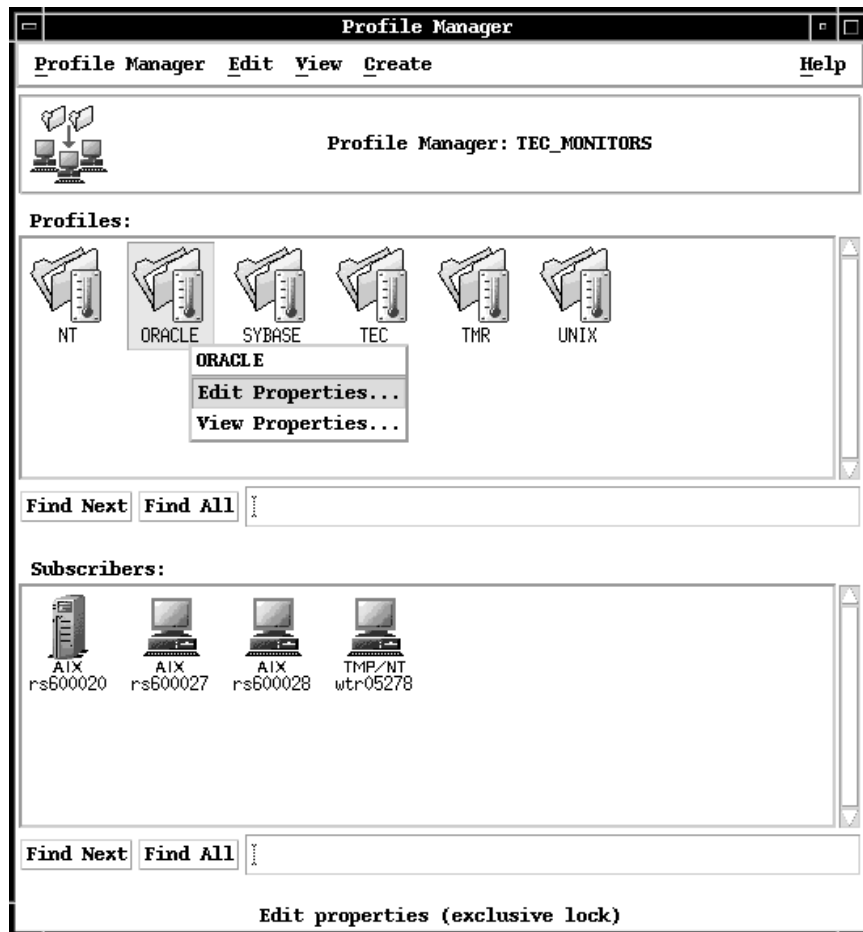 Profile Manager
Profile Manager Edit View Create Help
Profile Manager: TEC_MONITORS
Profiles:
NT ORACLE SYBASE TEC TMR UNIX
ORACLE
Edit Properties...
View Properties...
Find Next Find All
Subscribers:
AIX AIX AIX TMP/NT
rs600020 rs600027 rs600028 wtr05278
Find Next Find All
Edit properties (exclusive lock)